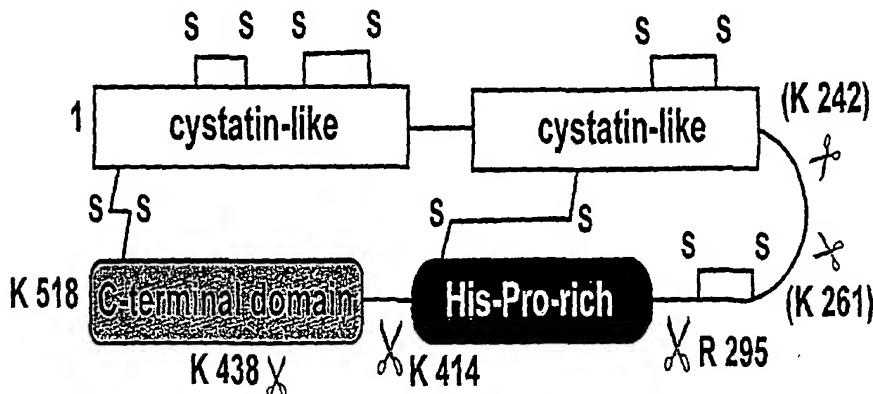 S S S S S S
1 cystatin-like cystatin-like (K 242)
S S S S S S
K 518 C-terminal domain His-Pro-rich (K 261)
K 438 K 414 R 295